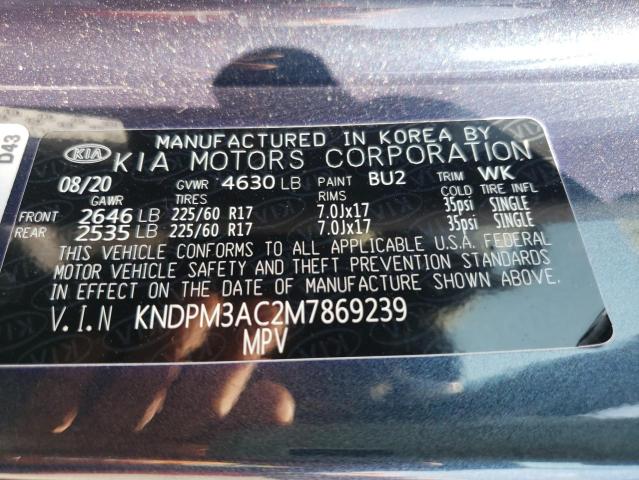 D43
MANUFACTURED IN KOREA BY
KIA KIA MOTORS CORPORATION
08/20 GVWR 4630 LB PAINT BU2 TRIM WK
GAWR TIRES RIMS COLD TIRE INFL
FRONT 2646 LB 225/60 R17 7.0Jx17 35psi SINGLE
REAR 2535 LB 225/60 R17 7.0Jx17 35psi SINGLE
THIS VEHICLE CONFORMS TO ALL APPLICABLE U.S.A. FEDERAL
MOTOR VEHICLE SAFETY AND THEFT PREVENTION STANDARDS
IN EFFECT ON THE DATE OF MANUFACTURE SHOWN ABOVE.
V.I.N KNDPM3AC2M7869239
MPV